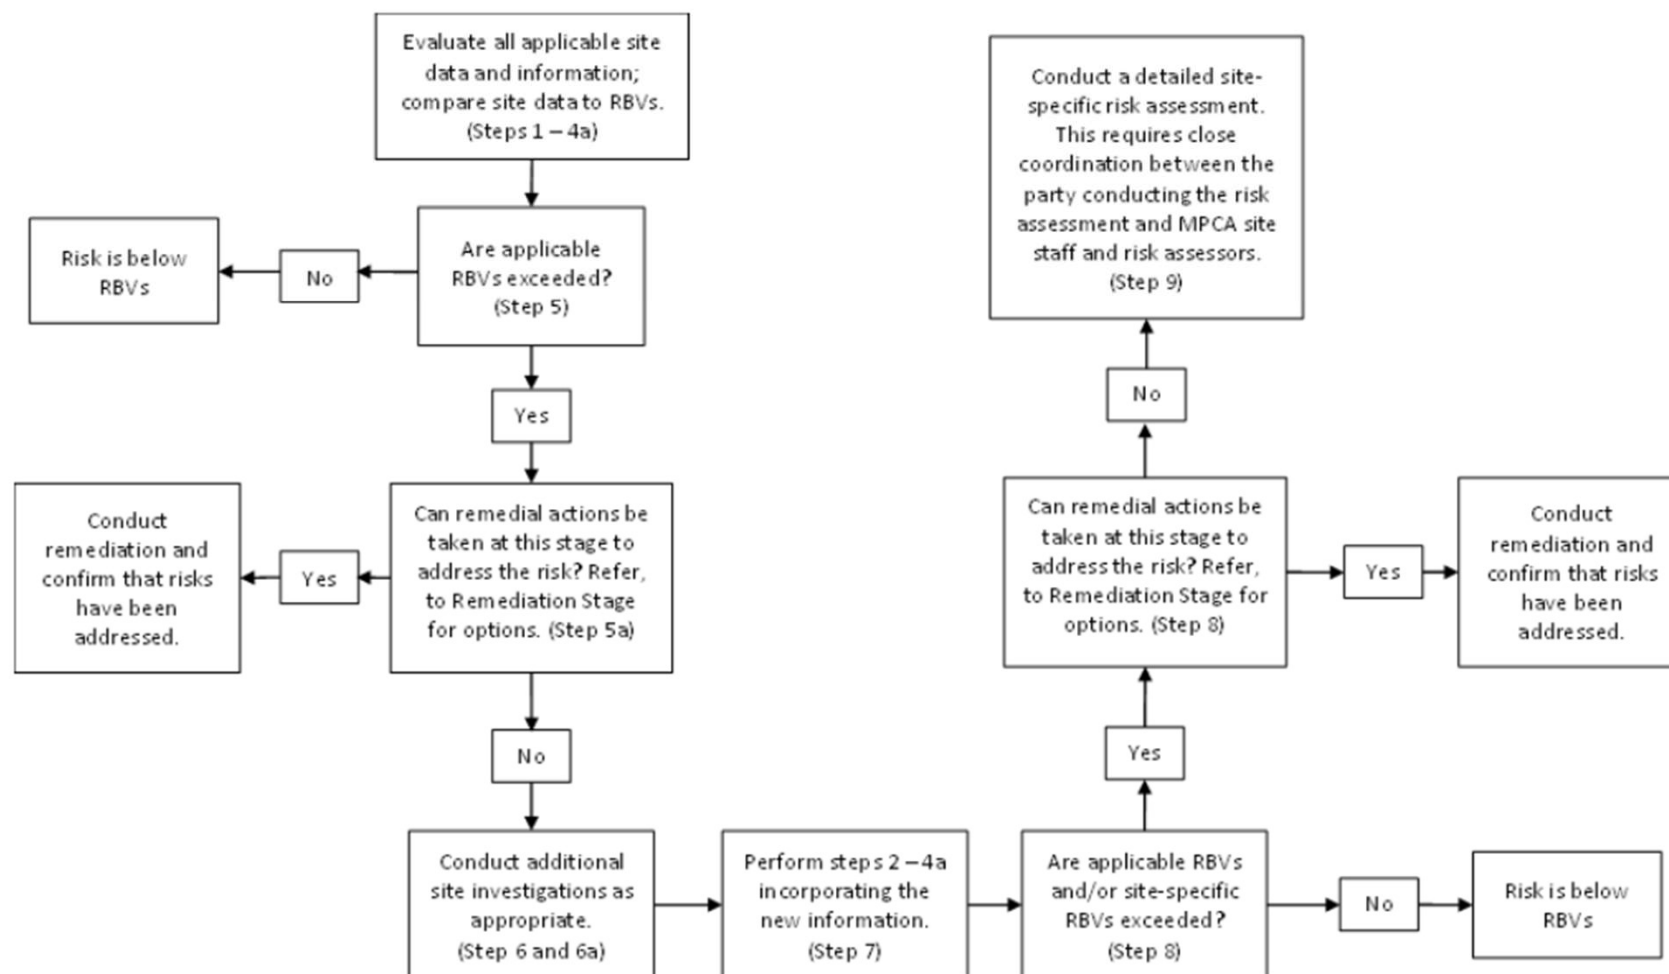 Evaluate all applicable site
data and information;
compare site data to RBVs.
(Steps 1 – 4a)
Are applicable
RBVs exceeded?
(Step 5)
No
Risk is below
RBVs
Yes
Can remedial actions be
taken at this stage to
address the risk? Refer,
to Remediation Stage
for options. (Step 5a)
Yes
Conduct
remediation and
confirm that risks
have been
addressed.
No
Conduct additional
site investigations as
appropriate.
(Step 6 and 6a)
Perform steps 2 – 4a
incorporating the
new information.
(Step 7)
Are applicable RBVs
and/or site-specific
RBVs exceeded?
(Step 8)
No
Risk is below
RBVs
Yes
Can remedial actions be
taken at this stage to
address the risk? Refer,
to Remediation Stage for
options. (Step 8)
Yes
Conduct
remediation and
confirm that risks
have been
addressed.
No
Conduct a detailed site-
specific risk assessment.
This requires close
coordination between the
party conducting the risk
assessment and MPCA site
staff and risk assessors.
(Step 9)